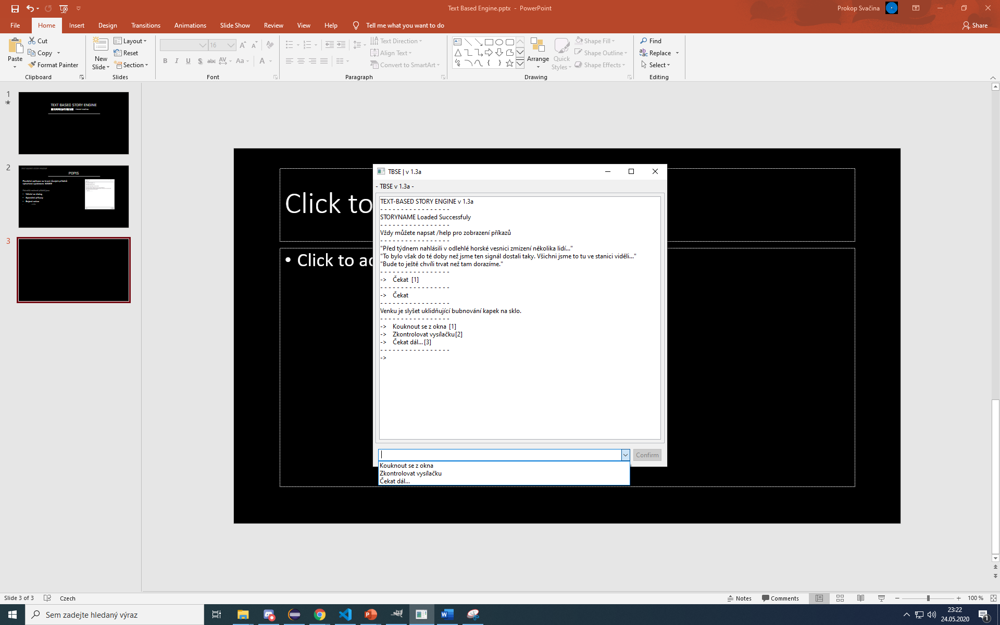 Text Based Engine.pptx - PowerPoint
Prokop Svačina
File Home Insert Design Transitions Animations Slide Show Review View Help Tell me what you want to do
Share
Paste
Cut
Copy
Format Painter
Clipboard
New
Slide
Layout
Reset
Section
Slides
16
B I U S abc AV Aa A
Font
Text Direction
Align Text
Convert to SmartArt
Paragraph
Arrange
Quick
Styles
Shape Fill
Shape Outline
Shape Effects
Drawing
Find
Replace
Select
Editing
1
TEXT BASED STORY ENGINE
2
TEXT BASED STORY ENGINE
POPIS
3
Click to
• Click to ad
TBSE | v 1.3a
- TBSE v 1.3a -
TEXT-BASED STORY ENGINE v 1.3a
- - - - - - - - - - - - - - - - -
STORYNAME Loaded Successfuly
- - - - - - - - - - - - - - - - -
Vždy můžete napsat /help pro zobrazení příkazů
- - - - - - - - - - - - - - - - -
"Před týdnem nahlásili v odlehlé horské vesnici zmizení několika lidí..."
"To bylo však do té doby než jsme ten signál dostali taky. Všichni jsme to tu ve stanici viděli..."
"Bude to ještě chvíli trvat než tam dorazíme."
- - - - - - - - - - - - - - - - -
-> Čekat [1]
- - - - - - - - - - - - - - - - -
-> Čekat
- - - - - - - - - - - - - - - - -
Venku je slyšet uklidňující bubnování kapek na sklo.
- - - - - - - - - - - - - - - - -
-> Kouknout se z okna [1]
-> Zkontrolovat vysílačku[2]
-> Čekat dál... [3]
- - - - - - - - - - - - - - - - -
->
Confirm
Kouknout se z okna
Zkontrolovat vysílačku
Čekat dál...
Slide 3 of 3
Czech
Notes
Comments
100 %
Sem zadejte hledaný výraz
23:22
24.05.2020
1